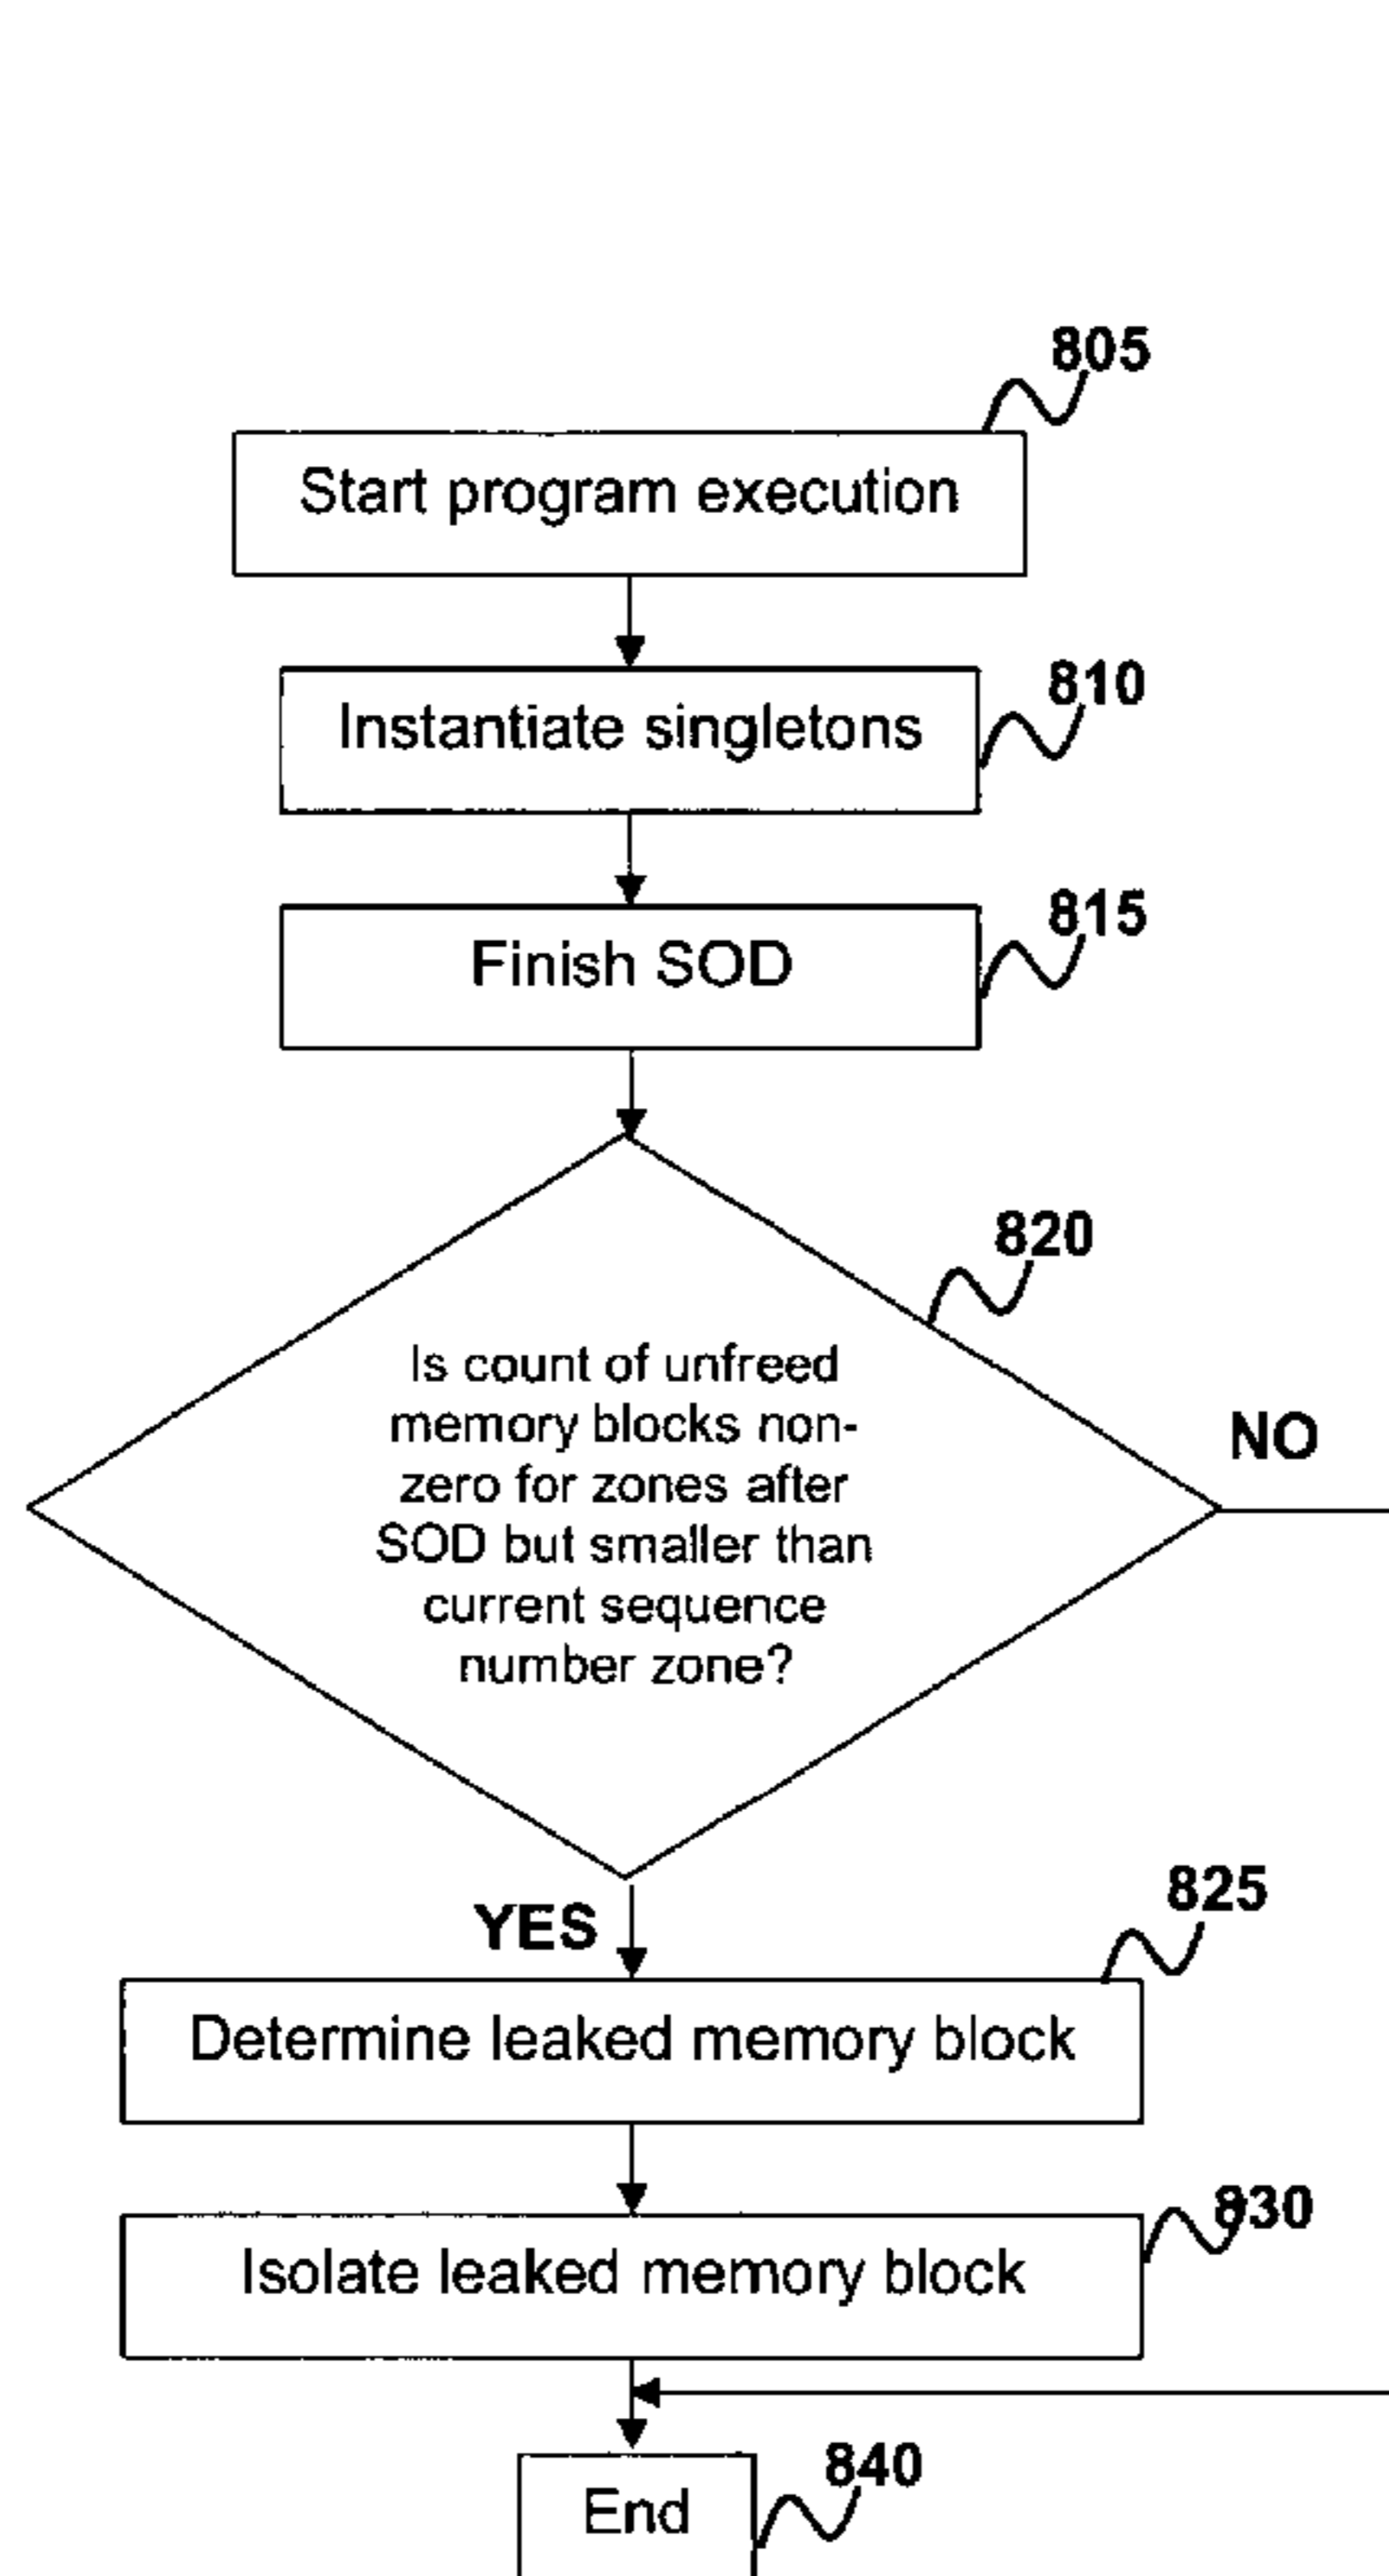 805
Start program execution
810
Instantiate singletons
815
Finish SOD
820
Is count of unfreed
memory blocks non-
zero for zones after
SOD but smaller than
current sequence
number zone?
NO
YES
825
Determine leaked memory block
830
Isolate leaked memory block
840
End